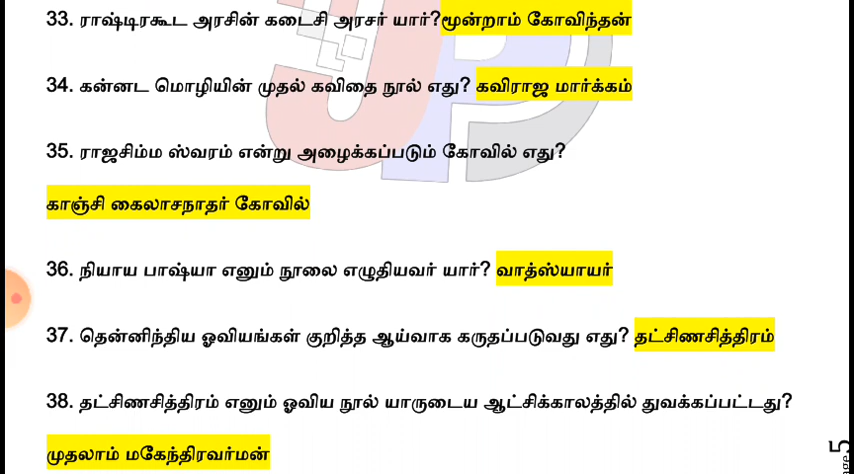 33. ராஷ்டிரகூட அரசின் கடைசி அரசர் யார்?மூன்றாம் கோவிந்தன்
34. கன்னட மொழியின் முதல் கவிதை நூல் எது? கவிராஜ மார்க்கம்
35. ராஜசிம்ம ஸ்வரம் என்று அழைக்கப்படும் கோவில் எது?
காஞ்சி கைலாசநாதர் கோவில்
36. நியாய பாஷ்யா எனும் நூலை எழுதியவர் யார்? வாத்ஸ்யாயர்
37. தென்னிந்திய ஓவியங்கள் குறித்த ஆய்வாக கருதப்படுவது எது? தட்சிணசித்திரம்
38. தட்சிணசித்திரம் எனும் ஓவிய நூல் யாருடைய ஆட்சிக்காலத்தில் துவக்கப்பட்டது?
முதலாம் மகேந்திரவர்மன்
5